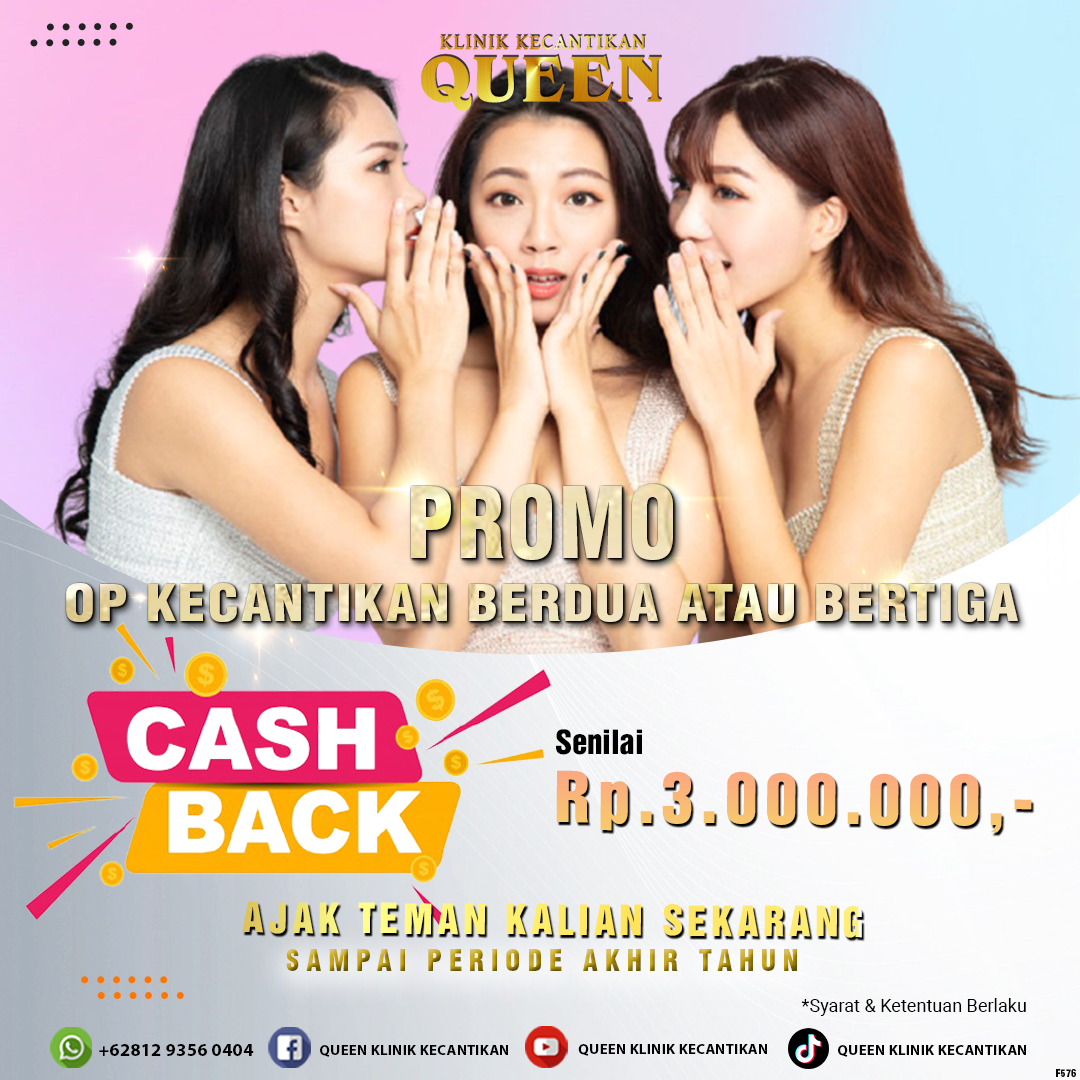 KLINIK KECANTIKAN
QUEEN
PROMO
OP KECANTIKAN BERDUA ATAU BERTIGA
CASH
BACK
Senilai
Rp.3.000.000,-
AJAK TEMAN KALIAN SEKARANG
SAMPAI PERIODE AKHIR TAHUN
*Syarat & Ketentuan Berlaku
+62812 9356 0404 QUEEN KLINIK KECANTIKAN QUEEN KLINIK KECANTIKAN QUEEN KLINIK KECANTIKAN
F576